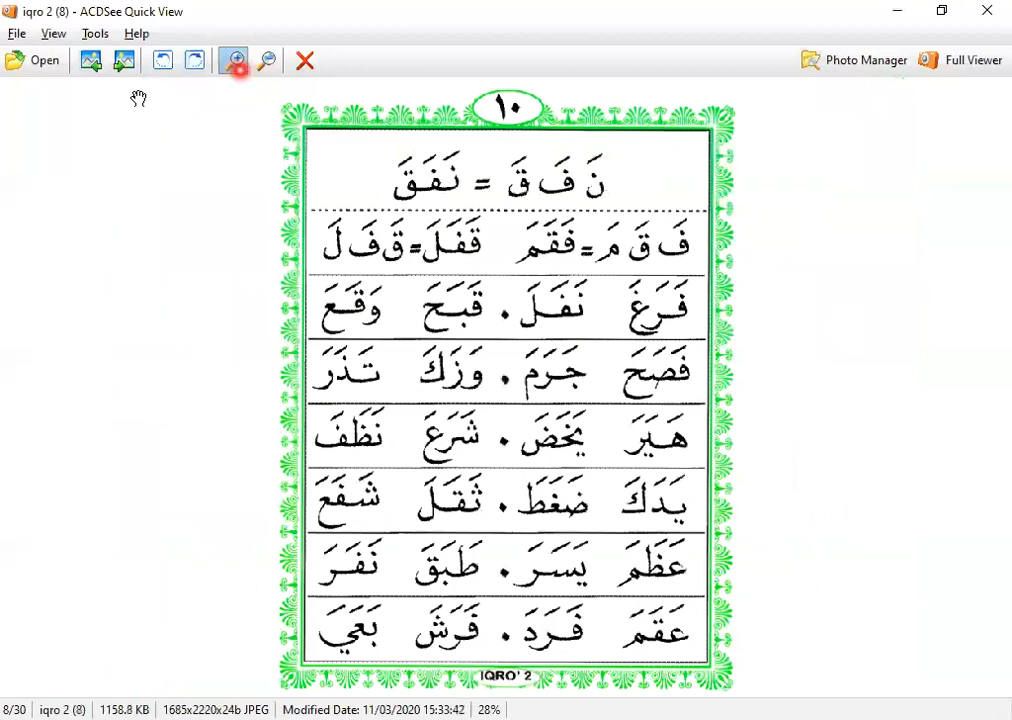 iqro 2 (8) - ACDSee Quick View
File View Tools Help
Open Photo Manager Full Viewer
١٠
نَ فَ قَ = نَفَقَ
فَ قَ مَ = فَقَمَ قَفَلَ = قَ فَ لَ
فَرَغَ نَفَلَ . قَبَحَ وَقَعَ
فَصَحَ جَرَمَ . وَزَكَ تَذَرَ
هَيَرَ يَخَضَ . شَرَعَ نَظَفَ
يَدَكَ ضَغَطَ . ثَقَلَ شَفَعَ
عَظَمَ يَسَرَ . طَبَقَ نَفَرَ
عَقَمَ فَرَدَ . فَرَشَ بَغَيَ
IQRO' 2
8/30 iqro 2 (8) 1158.8 KB 1685x2220x24b JPEG Modified Date: 11/03/2020 15:33:42 28%